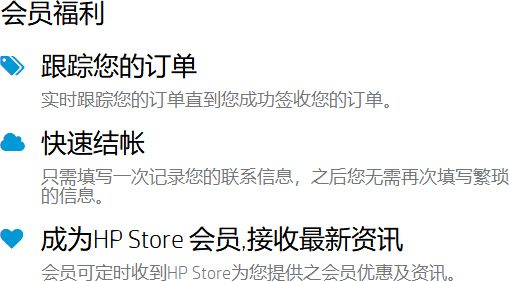 会员福利
跟踪您的订单
实时跟踪您的订单直到您成功签收您的订单。
快速结帐
只需填写一次记录您的联系信息，之后您无需再次填写繁琐
的信息。
成为HP Store 会员,接收最新资讯
会员可定时收到HP Store为您提供之会员优惠及资讯。